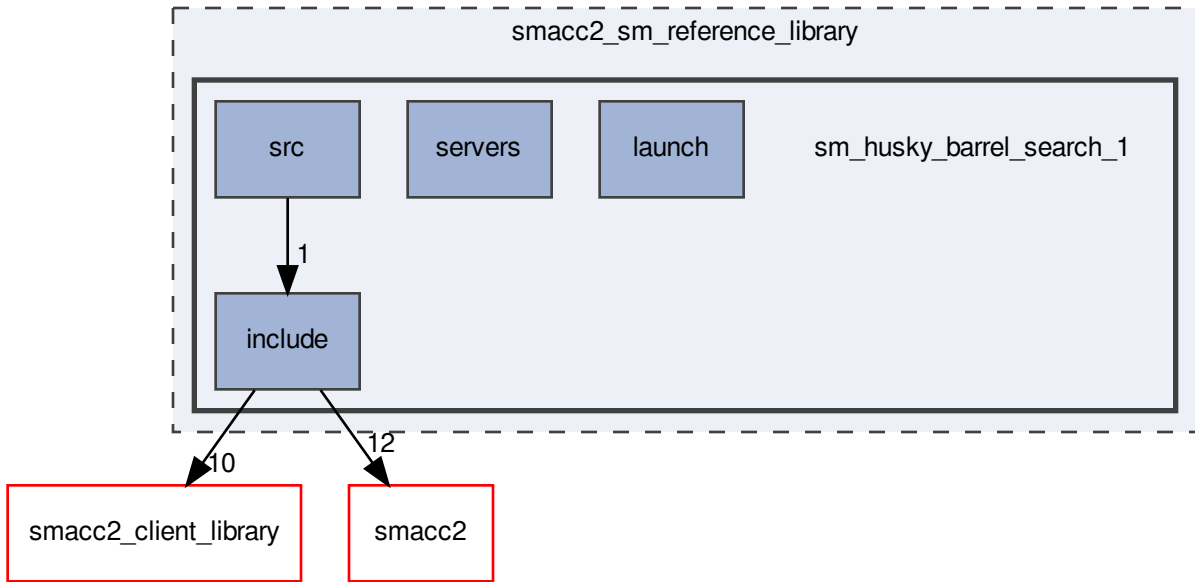 smacc2_sm_reference_library
src
servers
launch
sm_husky_barrel_search_1
1
include
12
10
smacc2_client_library
smacc2